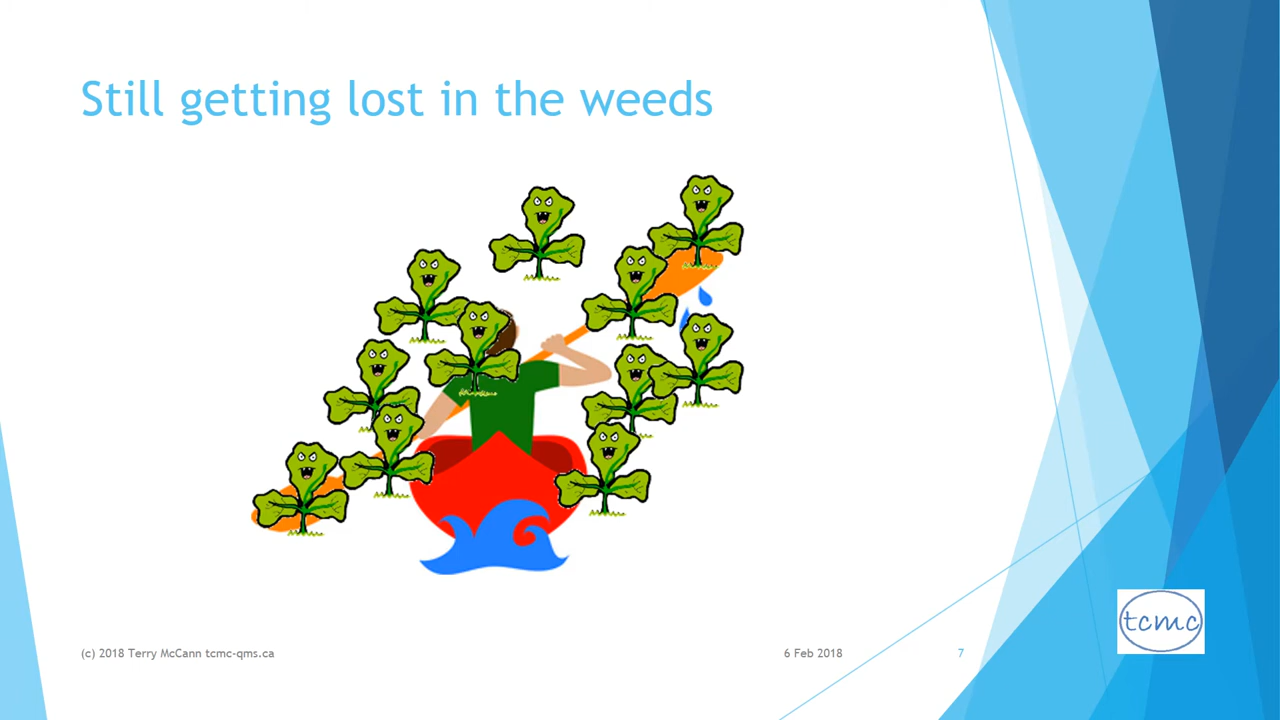 Still getting lost in the weeds
(c) 2018 Terry McCann tcmc-qms.ca
6 Feb 2018
7
tcmc